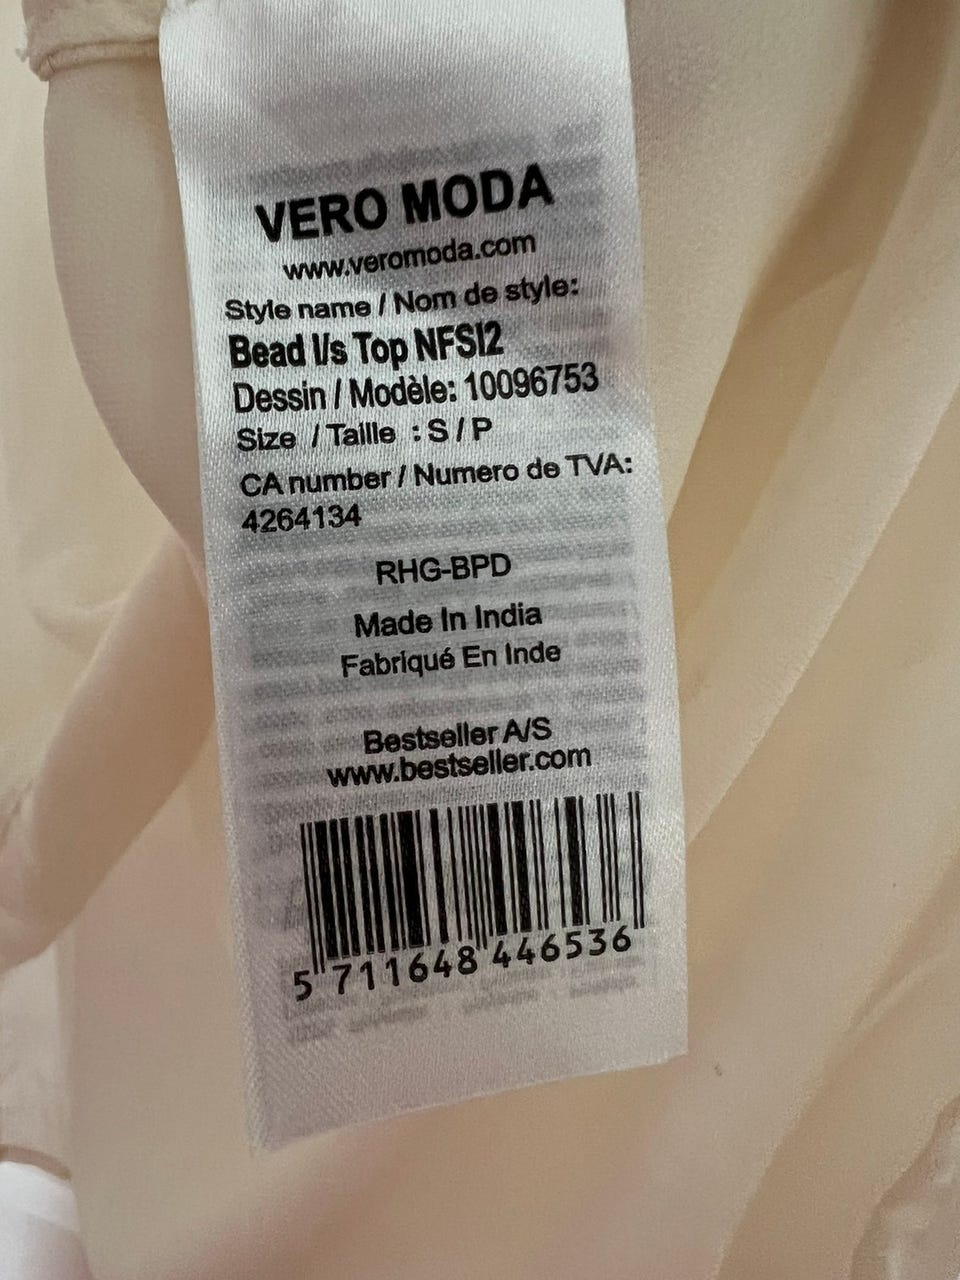 VERO MODA
www.veromoda.com
Style name / Nom de style:
Bead l/s Top NFSI2
Dessin / Modèle: 10096753
Size / Taille : S / P
CA number / Numero de TVA:
4264134
RHG-BPD
Made In India
Fabriqué En Inde
Bestseller A/S
www.bestseller.com
5 711648 446536